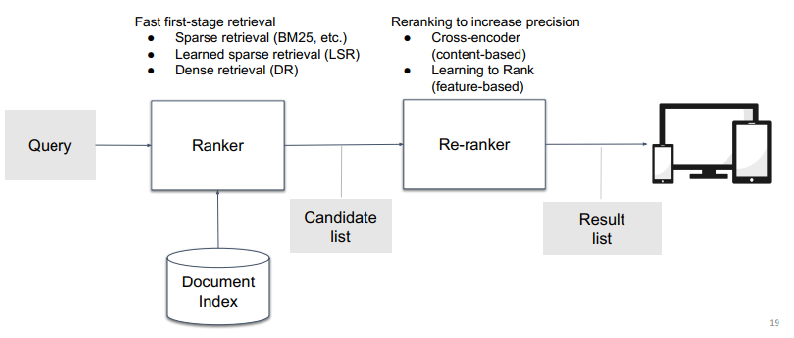 Fast first-stage retrieval
● Sparse retrieval (BM25, etc.)
● Learned sparse retrieval (LSR)
● Dense retrieval (DR)
Reranking to increase precision
● Cross-encoder
(content-based)
● Learning to Rank
(feature-based)
Query
Ranker
Re-ranker
Candidate
list
Result
list
Document
Index
19